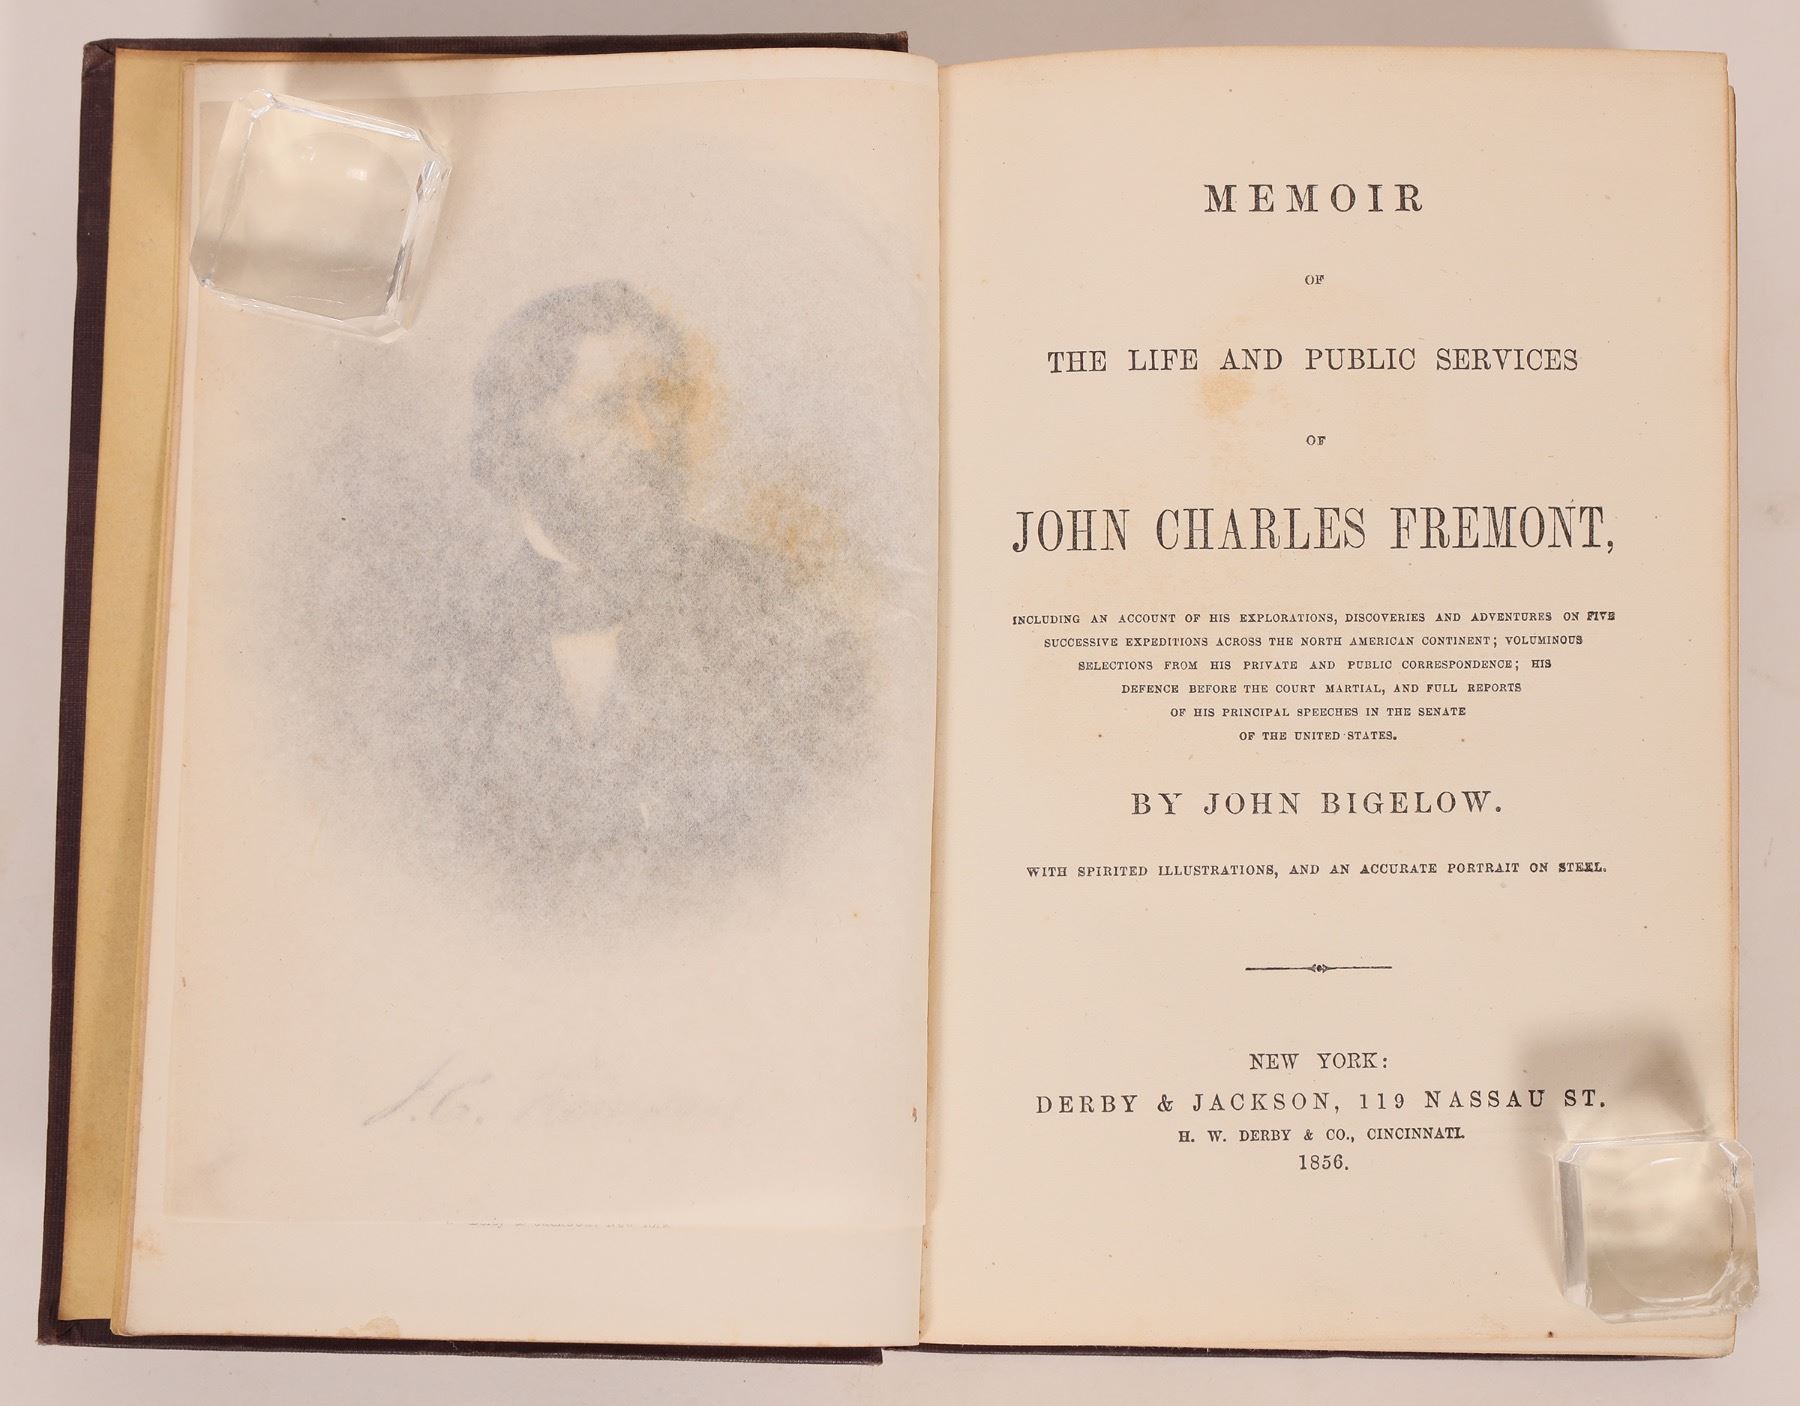 J. C.
MEMOIR
OF
THE LIFE AND PUBLIC SERVICES
OF
JOHN CHARLES FREMONT,
INCLUDING AN ACCOUNT OF HIS EXPLORATIONS, DISCOVERIES AND ADVENTURES ON FIVE
SUCCESSIVE EXPEDITIONS ACROSS THE NORTH AMERICAN CONTINENT; VOLUMINOUS
SELECTIONS FROM HIS PRIVATE AND PUBLIC CORRESPONDENCE; HIS
DEFENCE BEFORE THE COURT MARTIAL, AND FULL REPORTS
OF HIS PRINCIPAL SPEECHES IN THE SENATE
OF THE UNITED STATES.
BY JOHN BIGELOW.
WITH SPIRITED ILLUSTRATIONS, AND AN ACCURATE PORTRAIT ON STEEL.
NEW YORK:
DERBY & JACKSON, 119 NASSAU ST.
H. W. DERBY & CO., CINCINNATI.
1856.